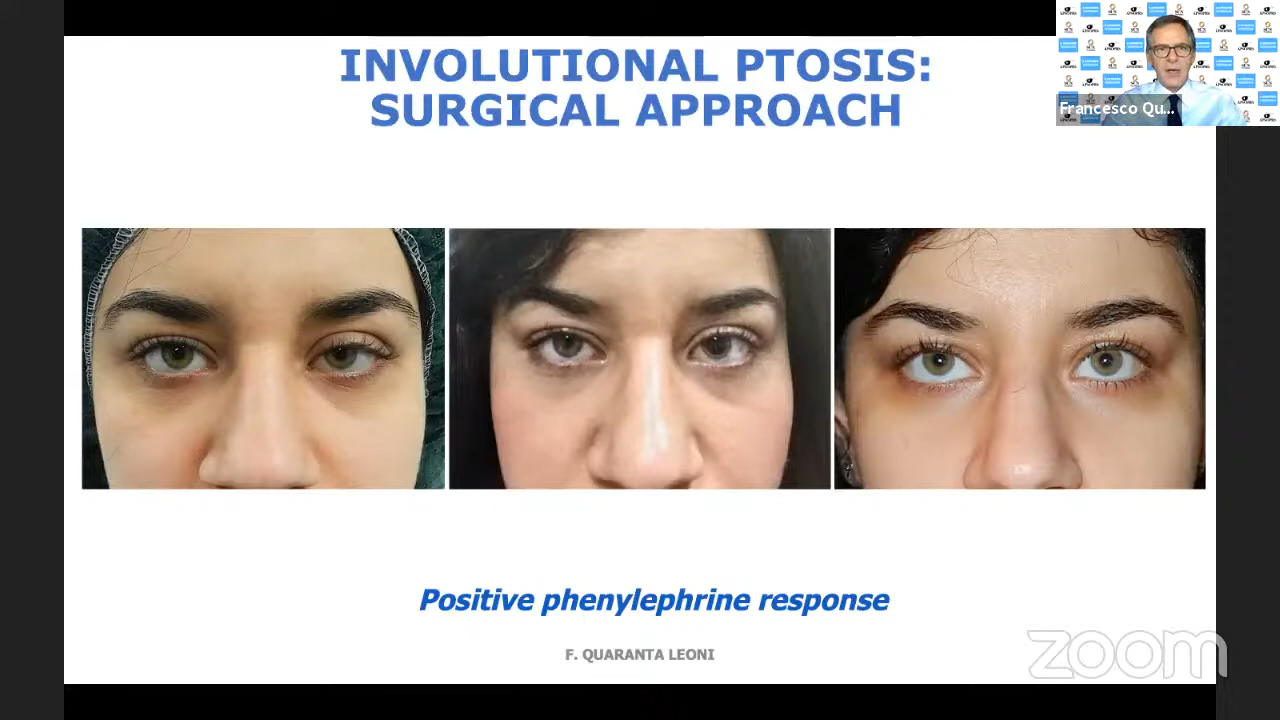 INVOLUTIONAL PTOSIS:
SURGICAL APPROACH
Francesco Qu...
Positive phenylephrine response
F. QUARANTA LEONI
zoom